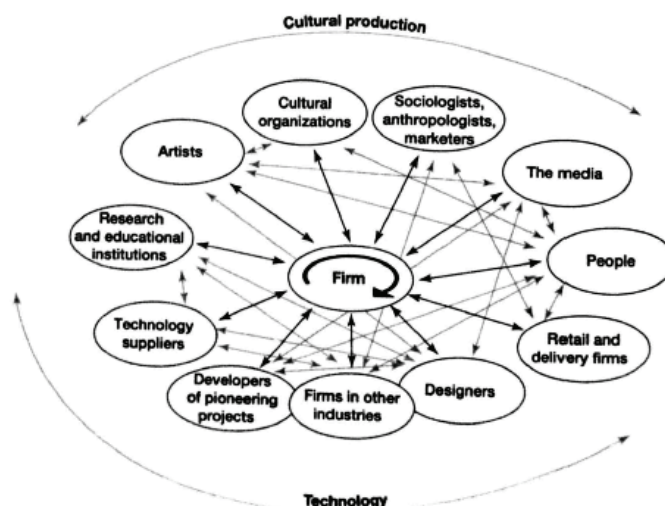 Cultural production
Cultural
organizations
Sociologists,
anthropologists,
marketers
Artists
The media
Research
and educational
institutions
Firm
People
Technology
suppliers
Retail and
delivery firms
Developers
of pioneering
projects
Firms in other
industries
Designers
Technology